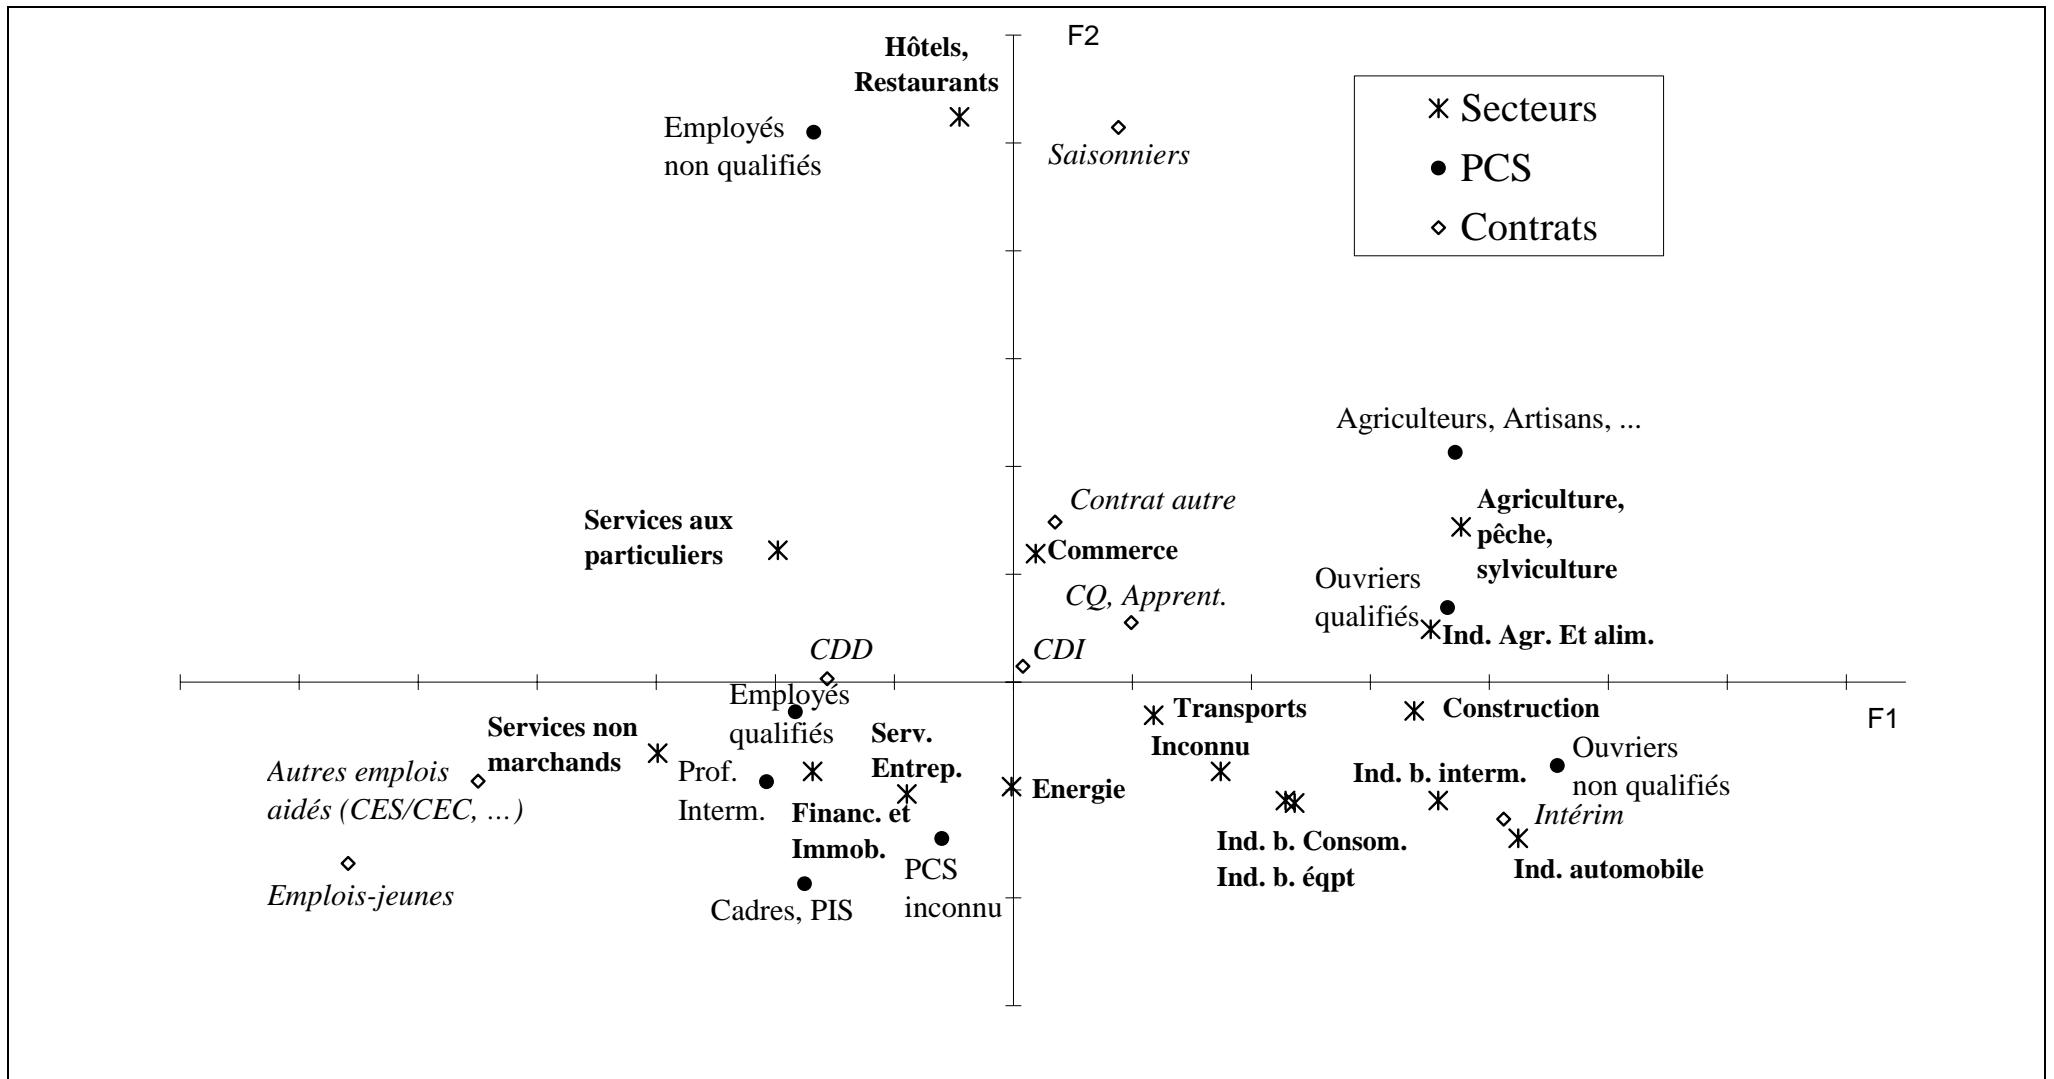 F2
Hôtels,
Restaurants
Employés
non qualifiés
Saisonniers
Secteurs
PCS
Contrats
Agriculteurs, Artisans, ...
Contrat autre
Agriculture,
pêche,
sylviculture
Services aux
particuliers
Commerce
Ouvriers
qualifiés
CQ, Apprent.
Ind. Agr. Et alim.
CDD
CDI
Employés
qualifiés
Services non
marchands
Serv.
Entrep.
Transports
Construction
F1
Inconnu
Ouvriers
non qualifiés
Autres emplois
aidés (CES/CEC, ...)
Prof.
Interm.
Energie
Ind. b. interm.
Intérim
Financ. et
Immob.
Ind. b. Consom.
Ind. b. éqpt
Ind. automobile
PCS
inconnu
Emplois-jeunes
Cadres, PIS